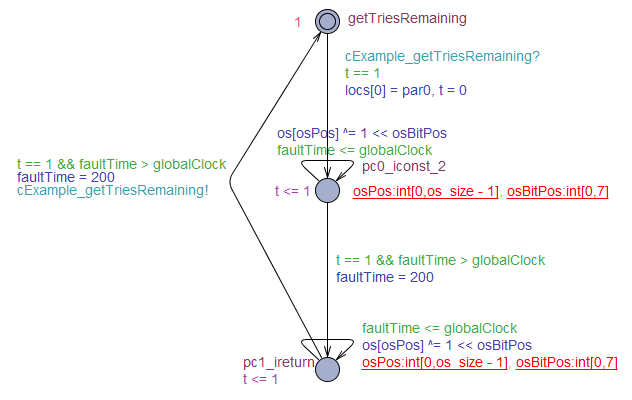 1
getTriesRemaining
cExample_getTriesRemaining?
t == 1
locs[0] = par0, t = 0
os[osPos] ^= 1 << osBitPos
faultTime <= globalClock
pc0_iconst_2
t <= 1
osPos:int[0,os_size - 1], osBitPos:int[0,7]
t == 1 && faultTime > globalClock
faultTime = 200
cExample_getTriesRemaining!
t == 1 && faultTime > globalClock
faultTime = 200
faultTime <= globalClock
os[osPos] ^= 1 << osBitPos
pc1_ireturn
osPos:int[0,os_size - 1], osBitPos:int[0,7]
t <= 1